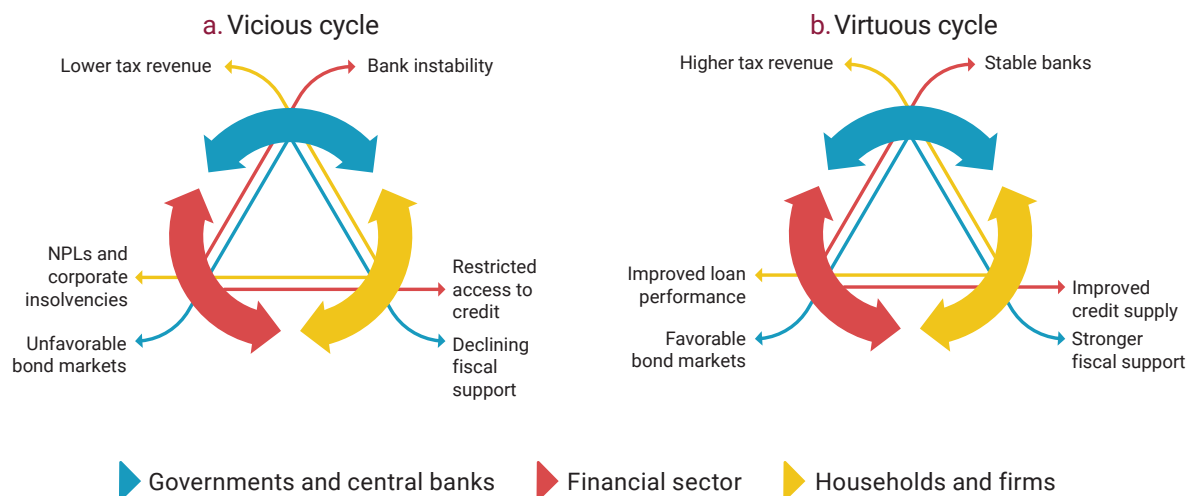 a. Vicious cycle
Lower tax revenue
Bank instability
NPLs and
corporate
insolvencies
Restricted
access to
credit
Unfavorable
bond markets
Declining
fiscal
support
b. Virtuous cycle
Higher tax revenue
Stable banks
Improved loan
performance
Improved
credit supply
Favorable
bond markets
Stronger
fiscal support
Governments and central banks
Financial sector
Households and firms